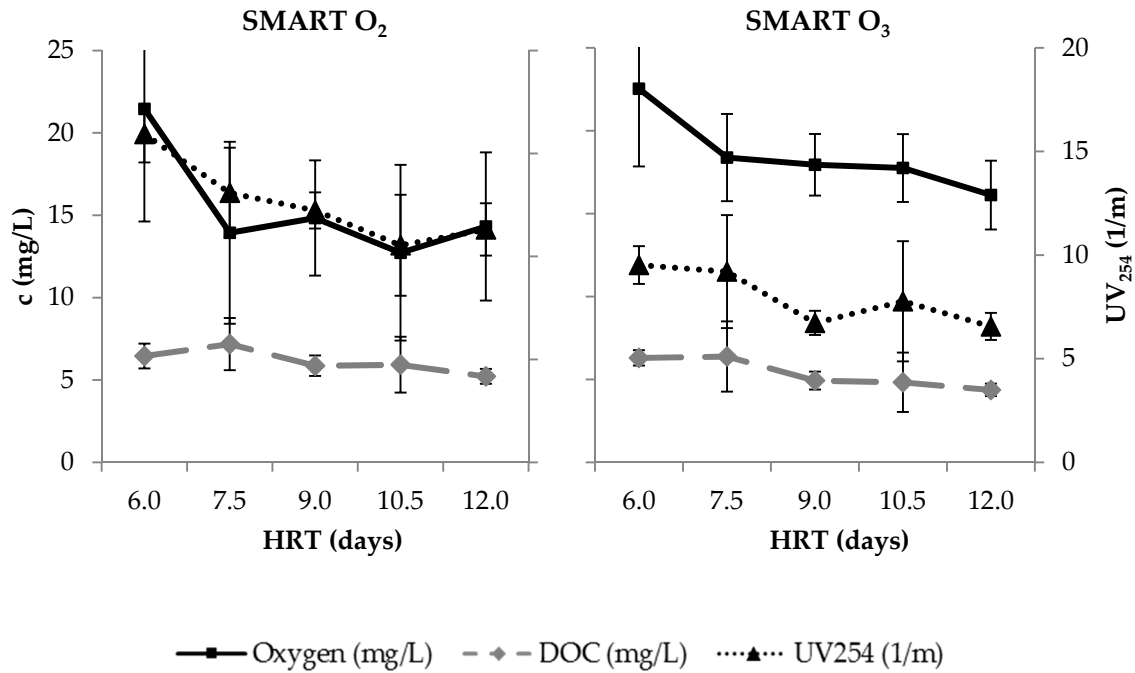 SMART O₂
SMART O₃
25
20
15
10
5
0
c (mg/L)
6.0 7.5 9.0 10.5 12.0
HRT (days)
6.0 7.5 9.0 10.5 12.0
HRT (days)
20
15
10
5
0
UV₂₅₄ (1/m)
Oxygen (mg/L) DOC (mg/L) UV254 (1/m)